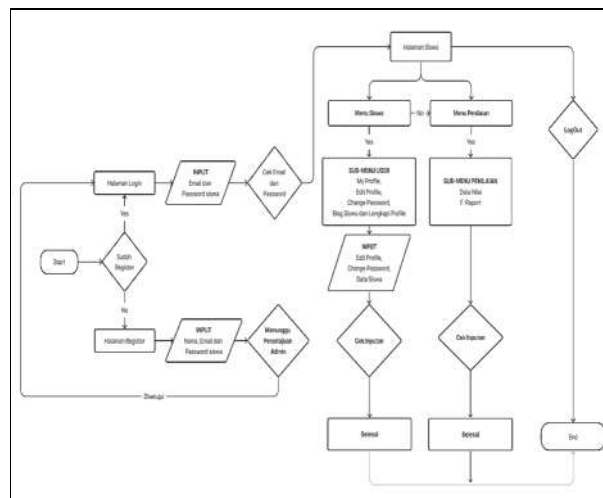 Halaman Siswa
Menu Siswa
No
Menu Penilaian
LogOut
Yes
Yes
Halaman Login
INPUT
Email dan
Password siswa
Cek Email
dan
Password
SUB-MENU USER
My Profile,
Edit Profile,
Change Password,
Blog Siswa dan Lengkapi Profile
SUB-MENU PENILAIAN
Data Nilai
E-Report
Yes
Start
Sudah
Register
INPUT
Edit Profile,
Change Password,
Data Siswa
No
Halaman Register
INPUT
Nama, Email dan
Password siswa
Menunggu
Persetujuan
Admin
Cek Inputan
Cek Inputan
Disetujui
Selesai
Selesai
End